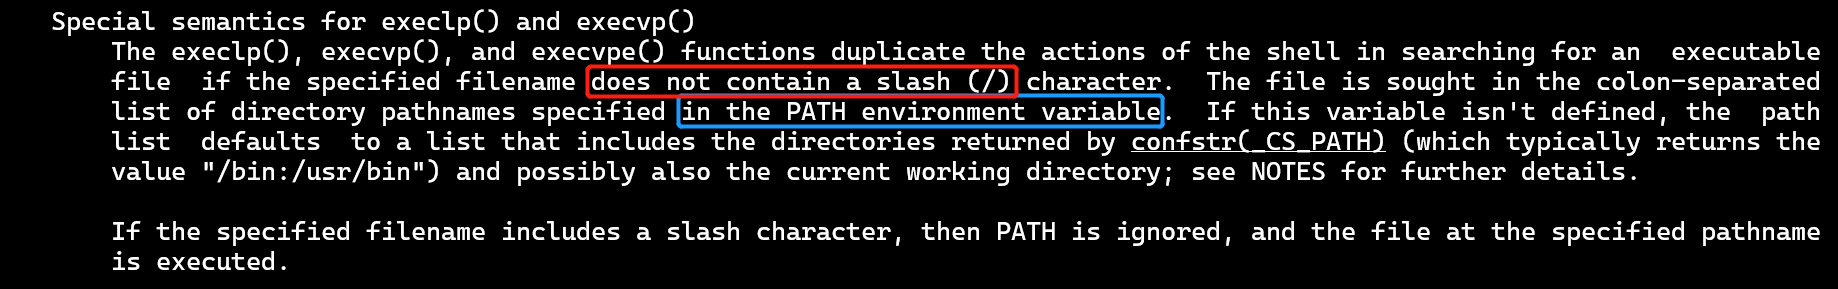 Special semantics for execlp() and execvp()
The execlp(), execvp(), and execvpe() functions duplicate the actions of the shell in searching for an executable
file if the specified filename does not contain a slash (/) character. The file is sought in the colon-separated
list of directory pathnames specified in the PATH environment variable. If this variable isn't defined, the path
list defaults to a list that includes the directories returned by confstr(_CS_PATH) (which typically returns the
value "/bin:/usr/bin") and possibly also the current working directory; see NOTES for further details.
If the specified filename includes a slash character, then PATH is ignored, and the file at the specified pathname
is executed.